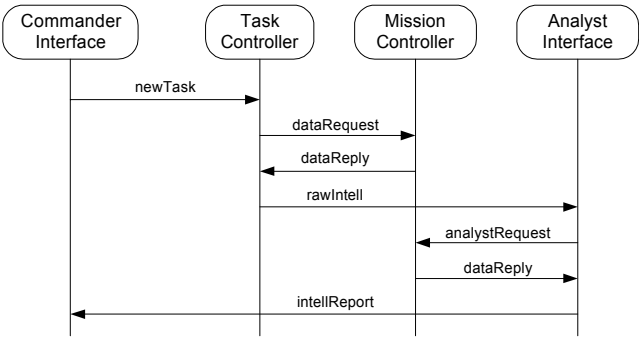 Commander
Interface
Task
Controller
Mission
Controller
Analyst
Interface
newTask
dataRequest
dataReply
rawIntell
analystRequest
dataReply
intellReport